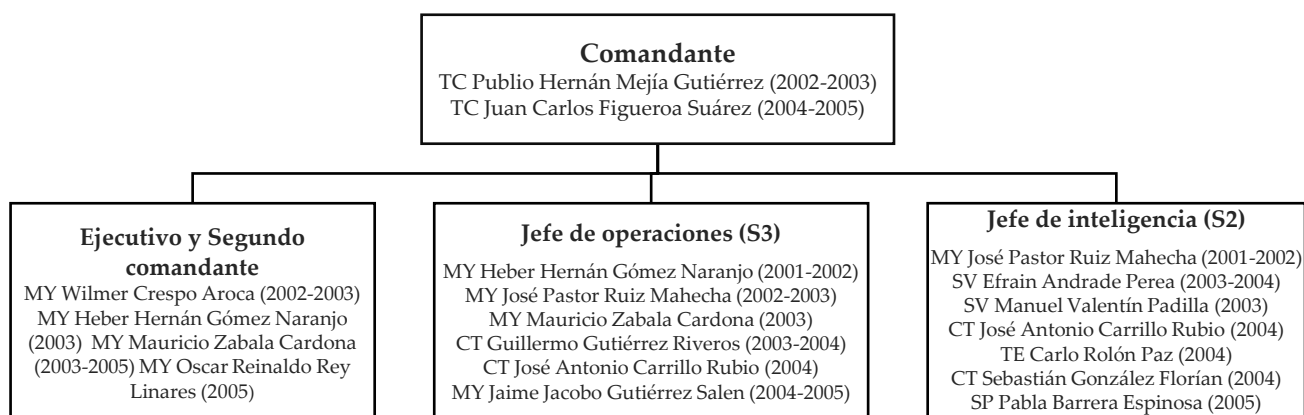 Comandante
TC Publio Hernán Mejía Gutiérrez (2002-2003)
TC Juan Carlos Figueroa Suárez (2004-2005)
Ejecutivo y Segundo
comandante
MY Wilmer Crespo Aroca (2002-2003)
MY Heber Hernán Gómez Naranjo
(2003) MY Mauricio Zabala Cardona
(2003-2005) MY Oscar Reinaldo Rey
Linares (2005)
Jefe de operaciones (S3)
MY Heber Hernán Gómez Naranjo (2001-2002)
MY José Pastor Ruiz Mahecha (2002-2003)
MY Mauricio Zabala Cardona (2003)
CT Guillermo Gutiérrez Riveros (2003-2004)
CT José Antonio Carrillo Rubio (2004)
MY Jaime Jacobo Gutiérrez Salen (2004-2005)
Jefe de inteligencia (S2)
MY José Pastor Ruiz Mahecha (2001-2002)
SV Efrain Andrade Perea (2003-2004)
SV Manuel Valentín Padilla (2003)
CT José Antonio Carrillo Rubio (2004)
TE Carlo Rolón Paz (2004)
CT Sebastián González Florían (2004)
SP Pabla Barrera Espinosa (2005)